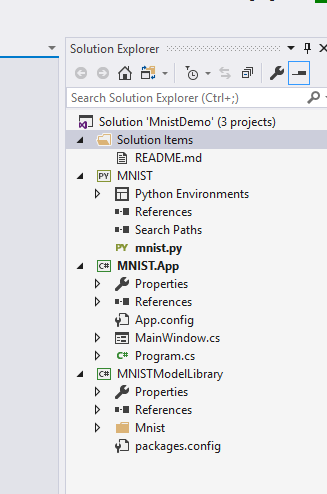 Solution Explorer
Search Solution Explorer (Ctrl+;)
Solution 'MnistDemo' (3 projects)
Solution Items
README.md
PY MNIST
Python Environments
References
Search Paths
PY mnist.py
C# MNIST.App
Properties
References
App.config
MainWindow.cs
C# Program.cs
C# MNISTModelLibrary
Properties
References
Mnist
packages.config